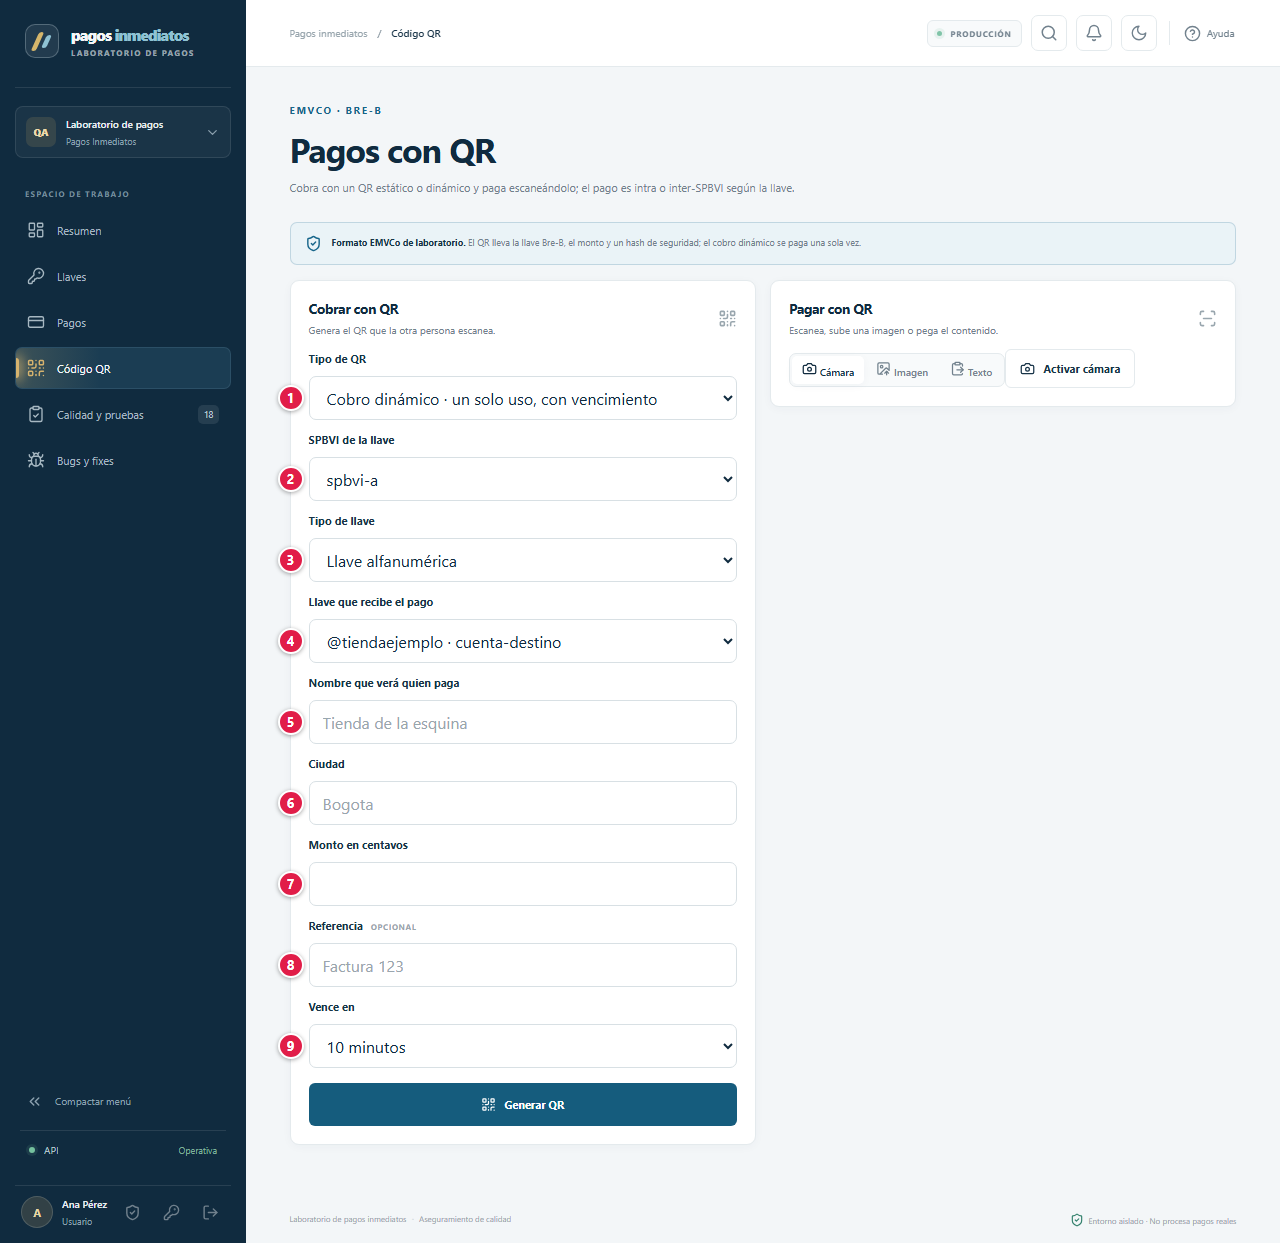 pagos inmediatos
LABORATORIO DE PAGOS
QA
Laboratorio de pagos
Pagos Inmediatos
ESPACIO DE TRABAJO
Resumen
Llaves
Pagos
Código QR
Calidad y pruebas 18
Bugs y fixes
Compactar menú
API Operativa
A
Ana Pérez
Usuario
Pagos inmediatos / Código QR
PRODUCCIÓN
Ayuda
EMVCO · BRE-B
Pagos con QR
Cobra con un QR estático o dinámico y paga escaneándolo; el pago es intra o inter-SPBVI según la llave.
Formato EMVCo de laboratorio. El QR lleva la llave Bre-B, el monto y un hash de seguridad; el cobro dinámico se paga una sola vez.
Cobrar con QR
Genera el QR que la otra persona escanea.
Tipo de QR
1 Cobro dinámico · un solo uso, con vencimiento
SPBVI de la llave
2 spbvi-a
Tipo de llave
3 Llave alfanumérica
Llave que recibe el pago
4 @tiendaejemplo · cuenta-destino
Nombre que verá quien paga
5 Tienda de la esquina
Ciudad
6 Bogota
Monto en centavos
7
Referencia OPCIONAL
8 Factura 123
Vence en
9 10 minutos
Generar QR
Pagar con QR
Escanea, sube una imagen o pega el contenido.
Cámara Imagen Texto Activar cámara
Laboratorio de pagos inmediatos · Aseguramiento de calidad
Entorno aislado · No procesa pagos reales